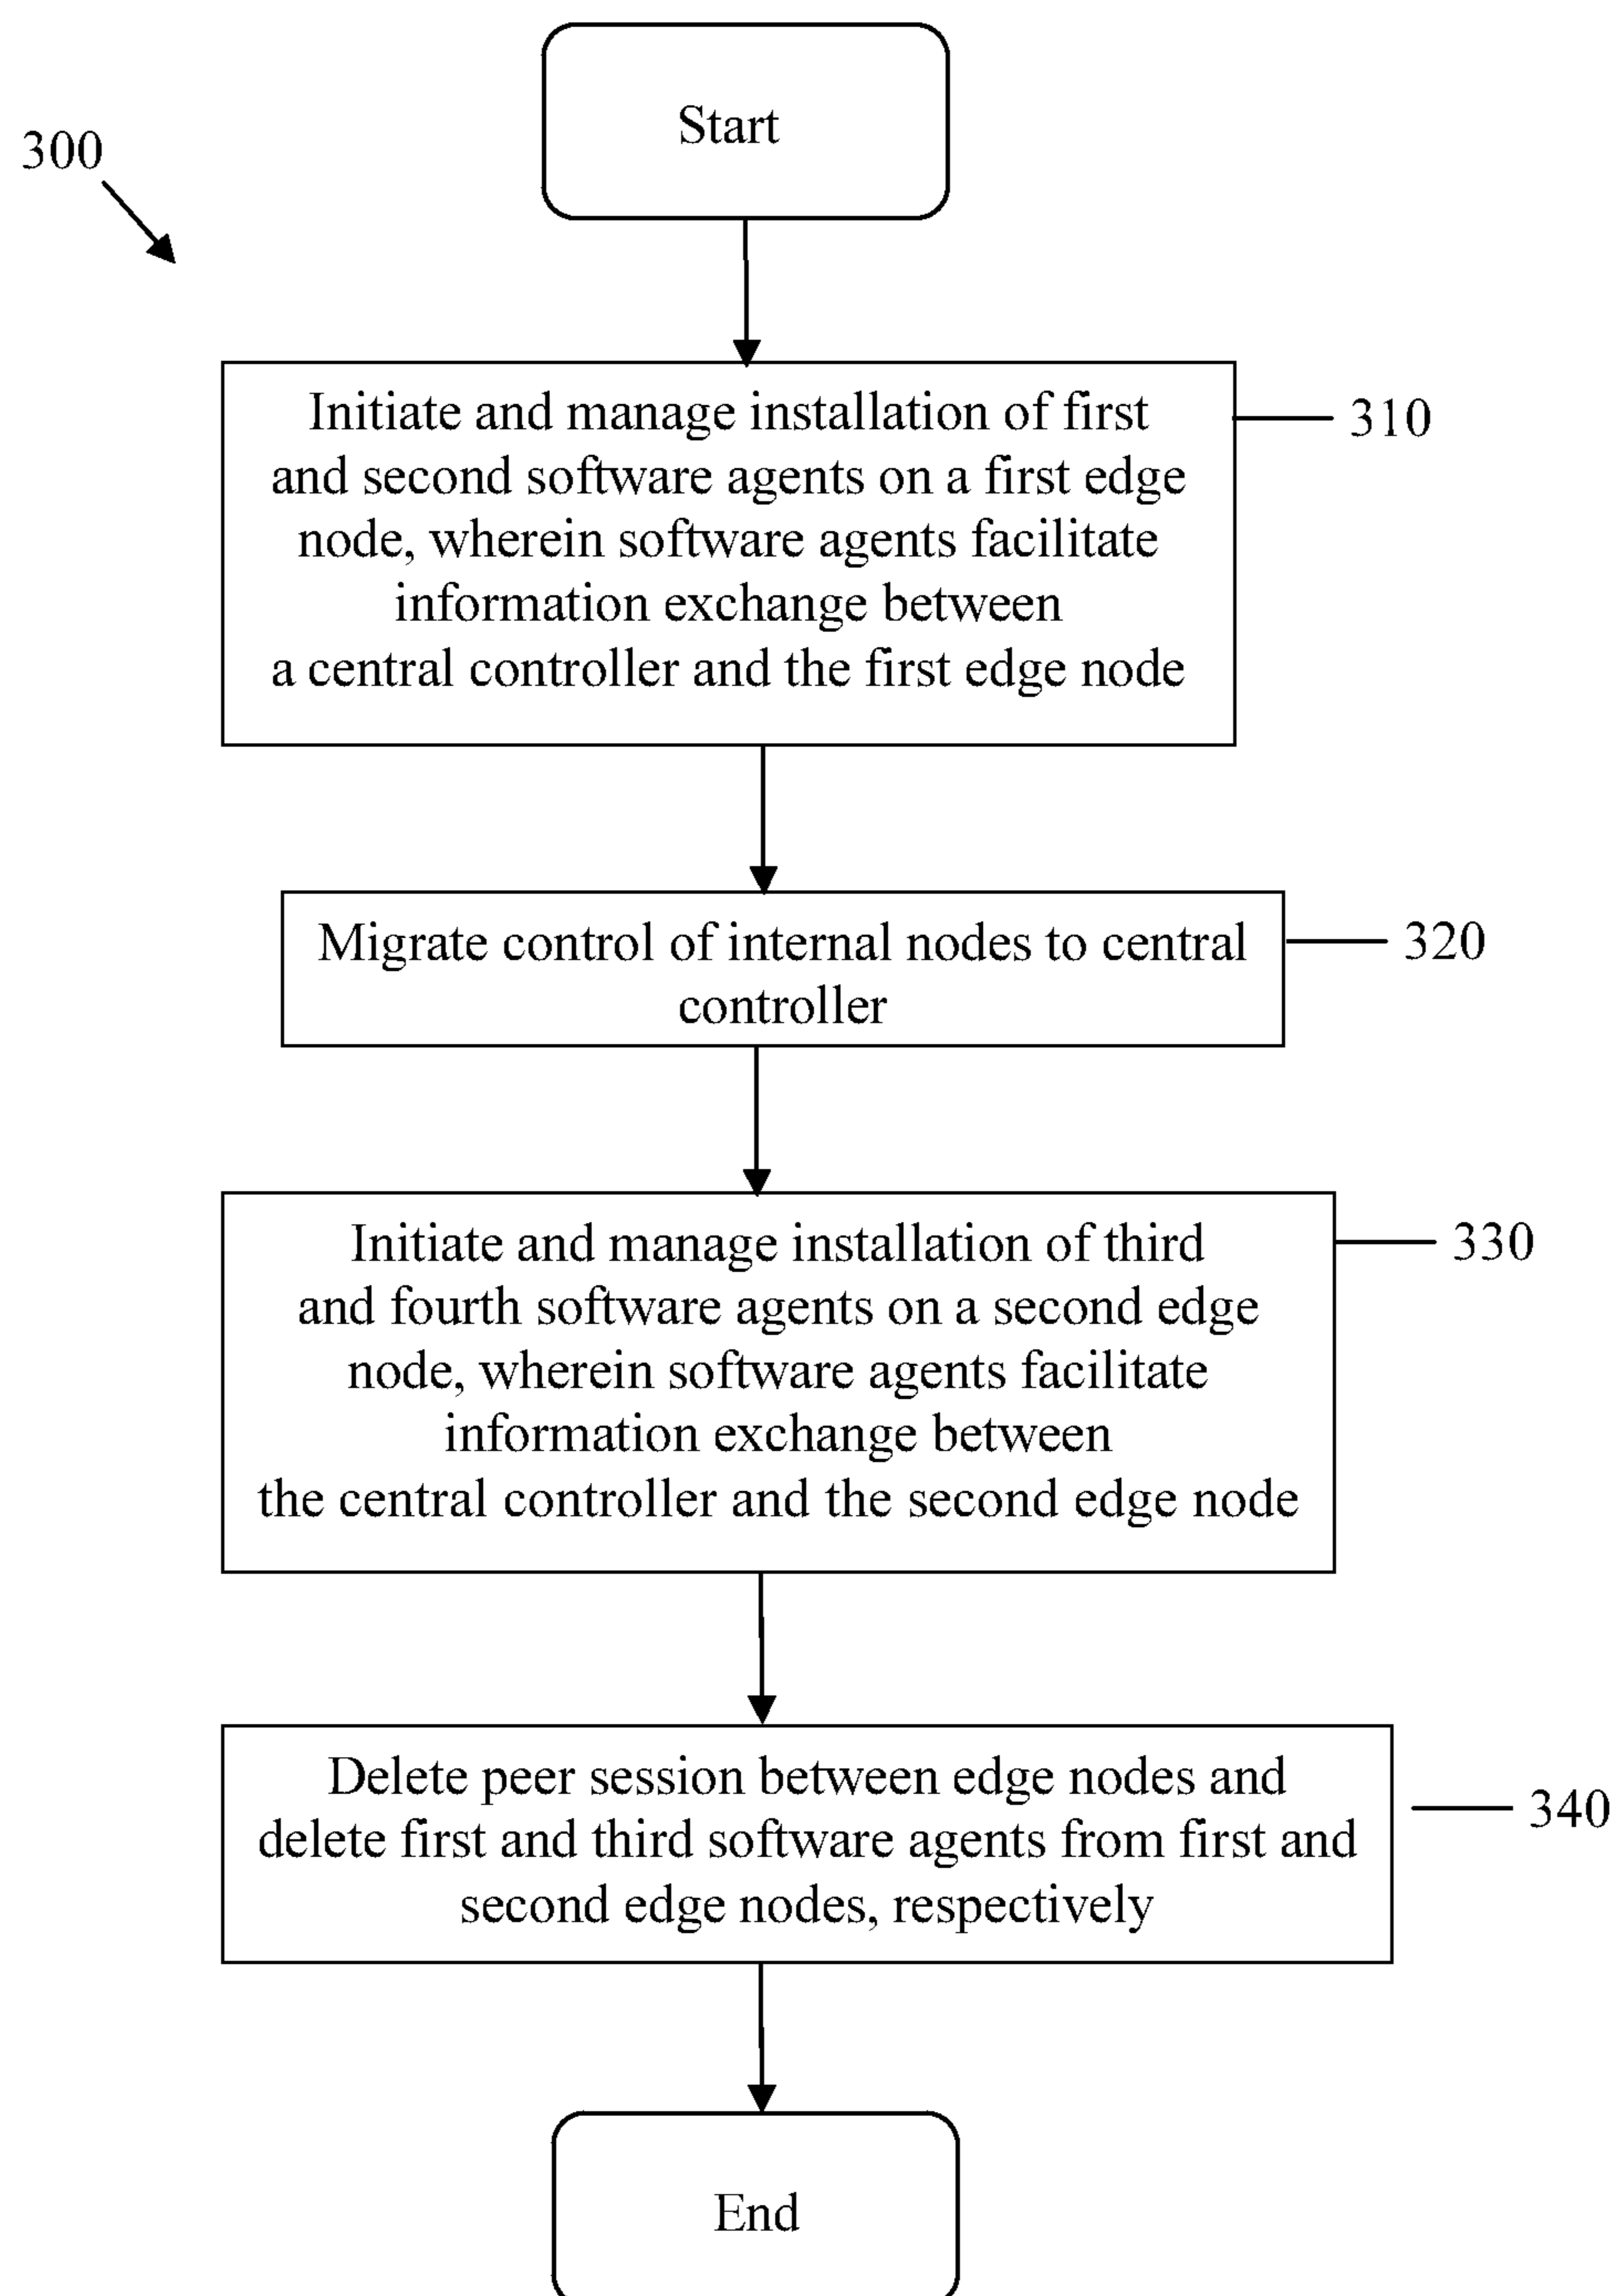 Start
300
Initiate and manage installation of first
and second software agents on a first edge
node, wherein software agents facilitate
information exchange between
a central controller and the first edge node
310
Migrate control of internal nodes to central
controller
320
Initiate and manage installation of third
and fourth software agents on a second edge
node, wherein software agents facilitate
information exchange between
the central controller and the second edge node
330
Delete peer session between edge nodes and
delete first and third software agents from first and
second edge nodes, respectively
340
End